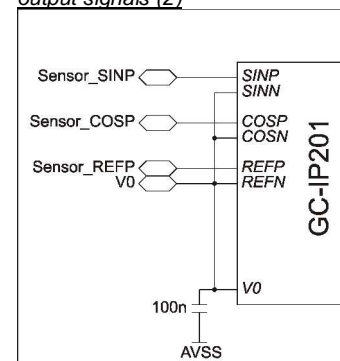 output signals (2)
Sensor_SINP
SINP
SINN
Sensor_COSP
COSP
COSN
Sensor_REFP
REFP
V0
REFN
GC-IP201
V0
100n
AVSS